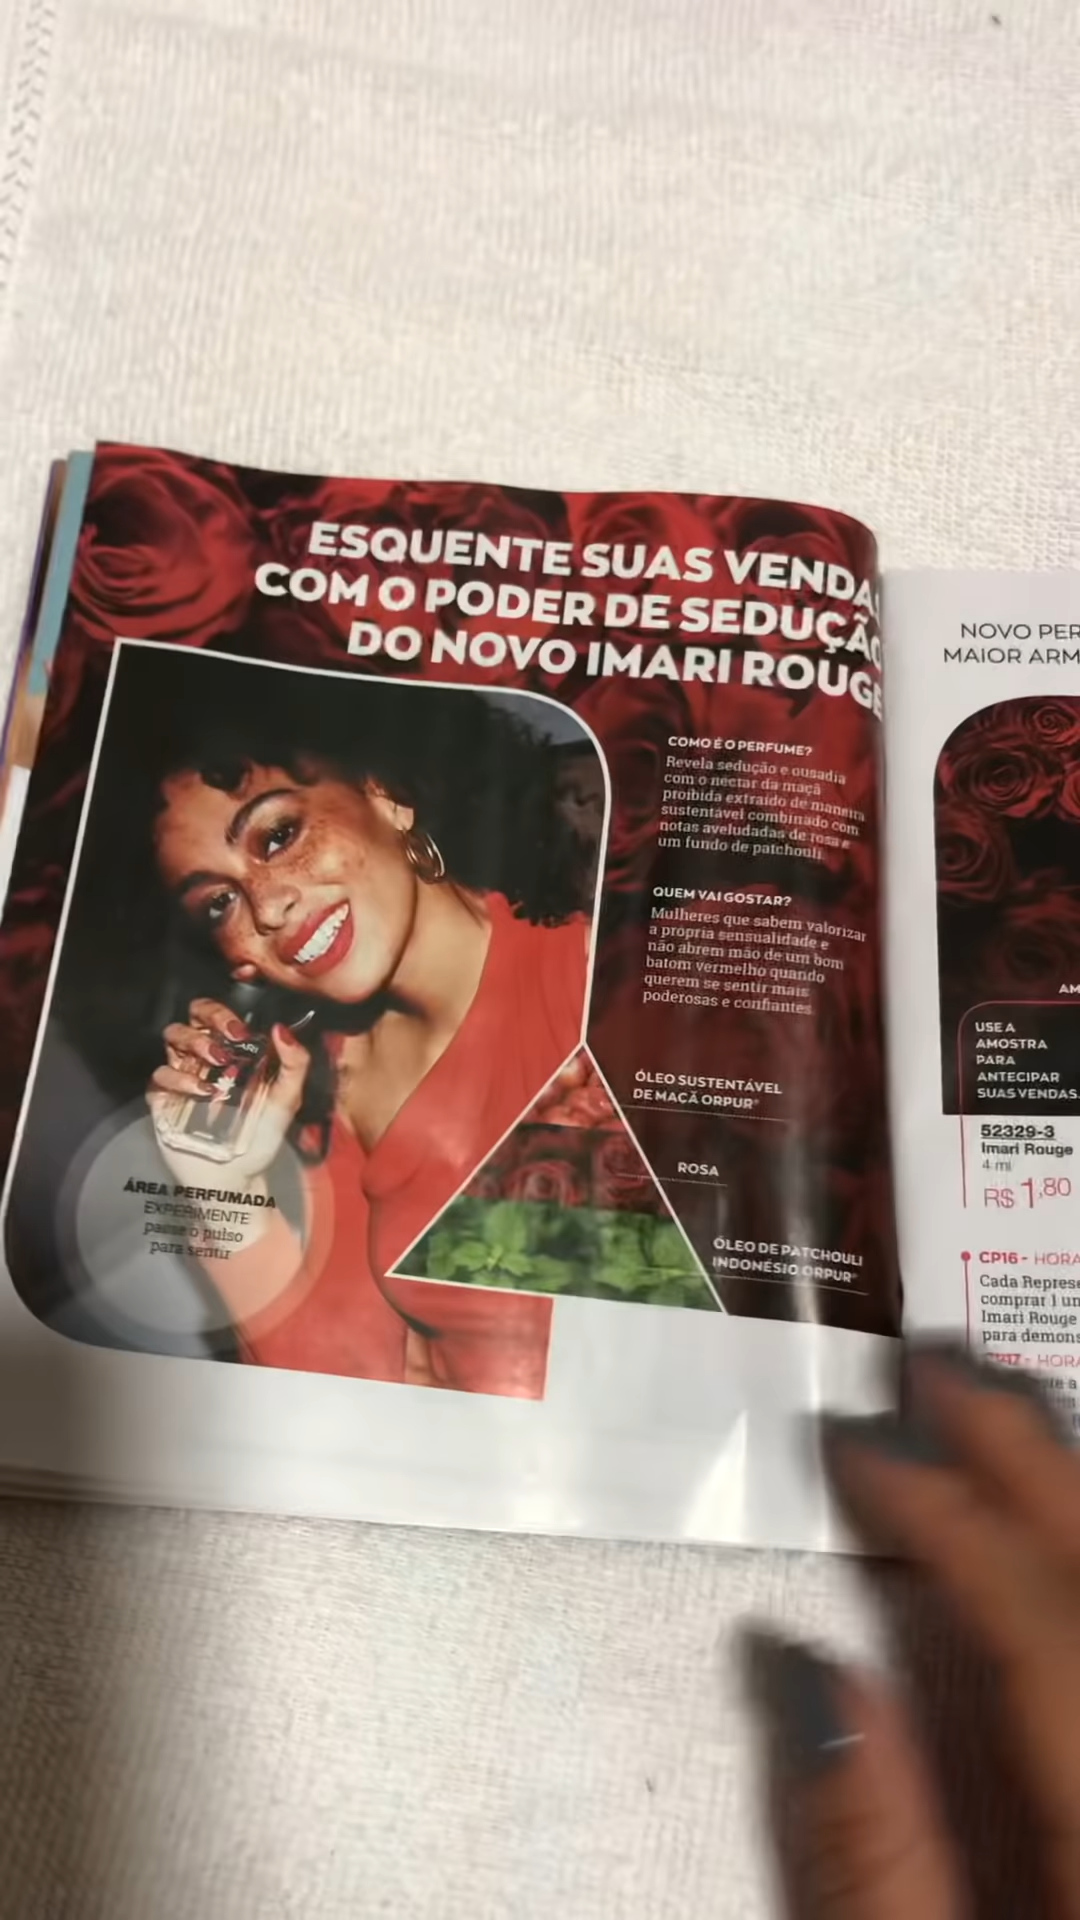 ESQUENTE SUAS VENDAS
COM O PODER DE SEDUÇÃO
DO NOVO IMARI ROUGE
COMO É O PERFUME?
Revela sedução e ousadia
com o néctar da maçã
proibida extraído de maneira
sustentável combinado com
notas aveludadas de rosa e
um fundo de patchouli.
QUEM VAI GOSTAR?
Mulheres que sabem valorizar
a própria sensualidade e
não abrem mão de um bom
batom vermelho quando
querem se sentir mais
poderosas e confiantes.
ÓLEO SUSTENTÁVEL
DE MAÇÃ ORPUR®
ROSA
ÓLEO DE PATCHOULI
INDONÉSIO ORPUR®
ÁREA PERFUMADA
EXPERIMENTE
passe o pulso
para sentir
NOVO PER
MAIOR ARM
AM
USE A
AMOSTRA
PARA
ANTECIPAR
SUAS VENDAS.
52329-3
Imari Rouge
4 ml
R$ 1,80
CP16 - HORA
Cada Represe
comprar 1 un
Imari Rouge
para demons
CP17 - HORA